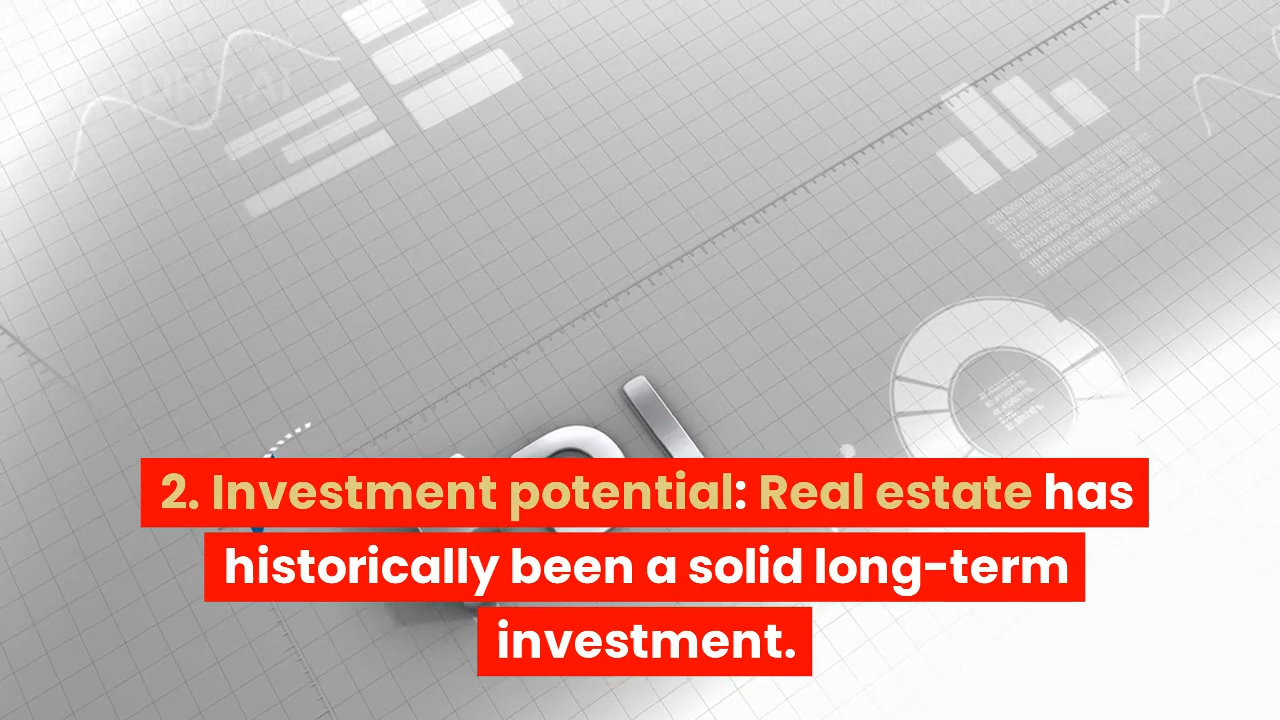 2. Investment potential: Real estate has
historically been a solid long-term
investment.